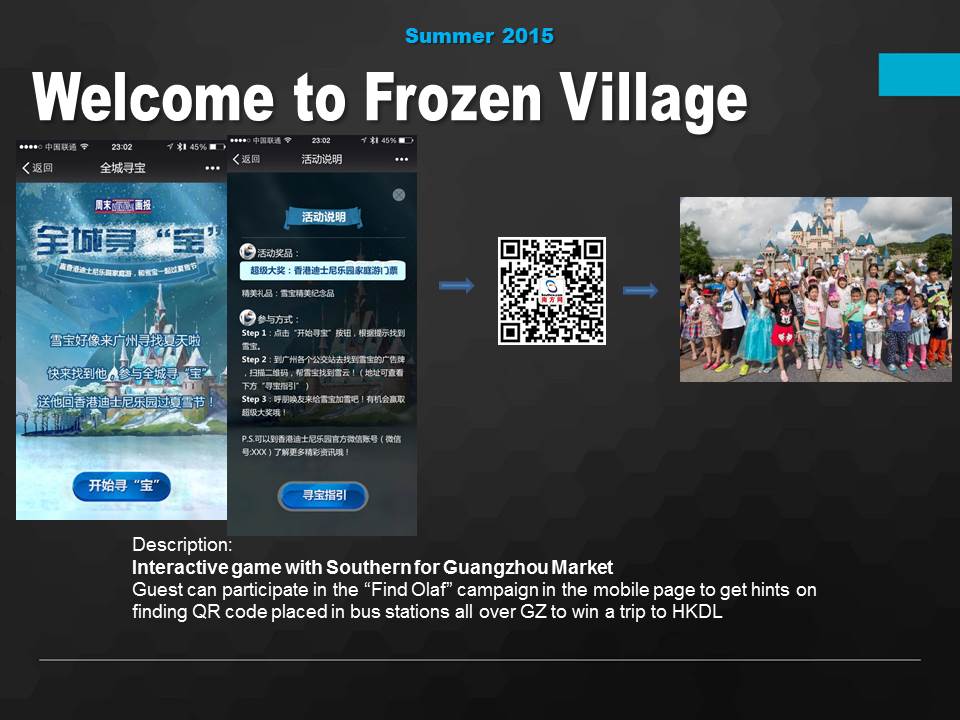 Summer 2015
Welcome to Frozen Village
中国联通 23:02 45%
返回 全城寻宝
周末画报
全城寻“宝”
赢香港迪士尼乐园家庭游,和雪宝一起过夏雪节!
雪宝好像来广州寻找夏天啦
快来找到他,参与全城寻“宝”
送他回香港迪士尼乐园过夏雪节!
开始寻“宝”
中国联通 23:02 45%
返回 活动说明
活动说明
活动奖品:
超级大奖:香港迪士尼乐园家庭游门票
精美礼品:雪宝精美纪念品
参与方式:
Step 1:点击“开始寻宝”按钮,根据提示找到
雪宝。
Step 2:到广州各个公交站去找到雪宝的广告牌
,扫描二维码,帮雪宝找到雪云!(地址可查看
下方“寻宝指引”)
Step 3:呼朋唤友来给雪宝加雪吧!有机会赢取
超级大奖哦!
P.S.可以到香港迪士尼乐园官方微信账号(微信
号:XXX)了解更多精彩资讯哦!
寻宝指引
南方网
Description:
Interactive game with Southern for Guangzhou Market
Guest can participate in the “Find Olaf” campaign in the mobile page to get hints on
finding QR code placed in bus stations all over GZ to win a trip to HKDL